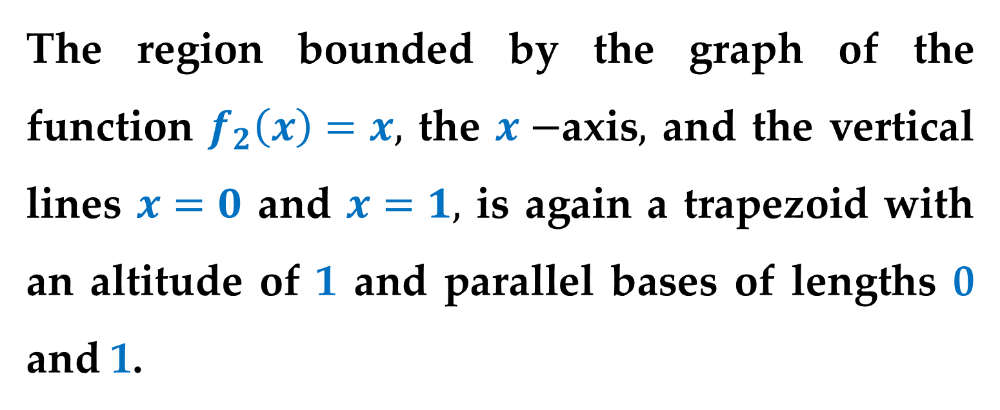 The region bounded by the graph of the
function f₂(x) = x, the x −axis, and the vertical
lines x = 0 and x = 1, is again a trapezoid with
an altitude of 1 and parallel bases of lengths 0
and 1.